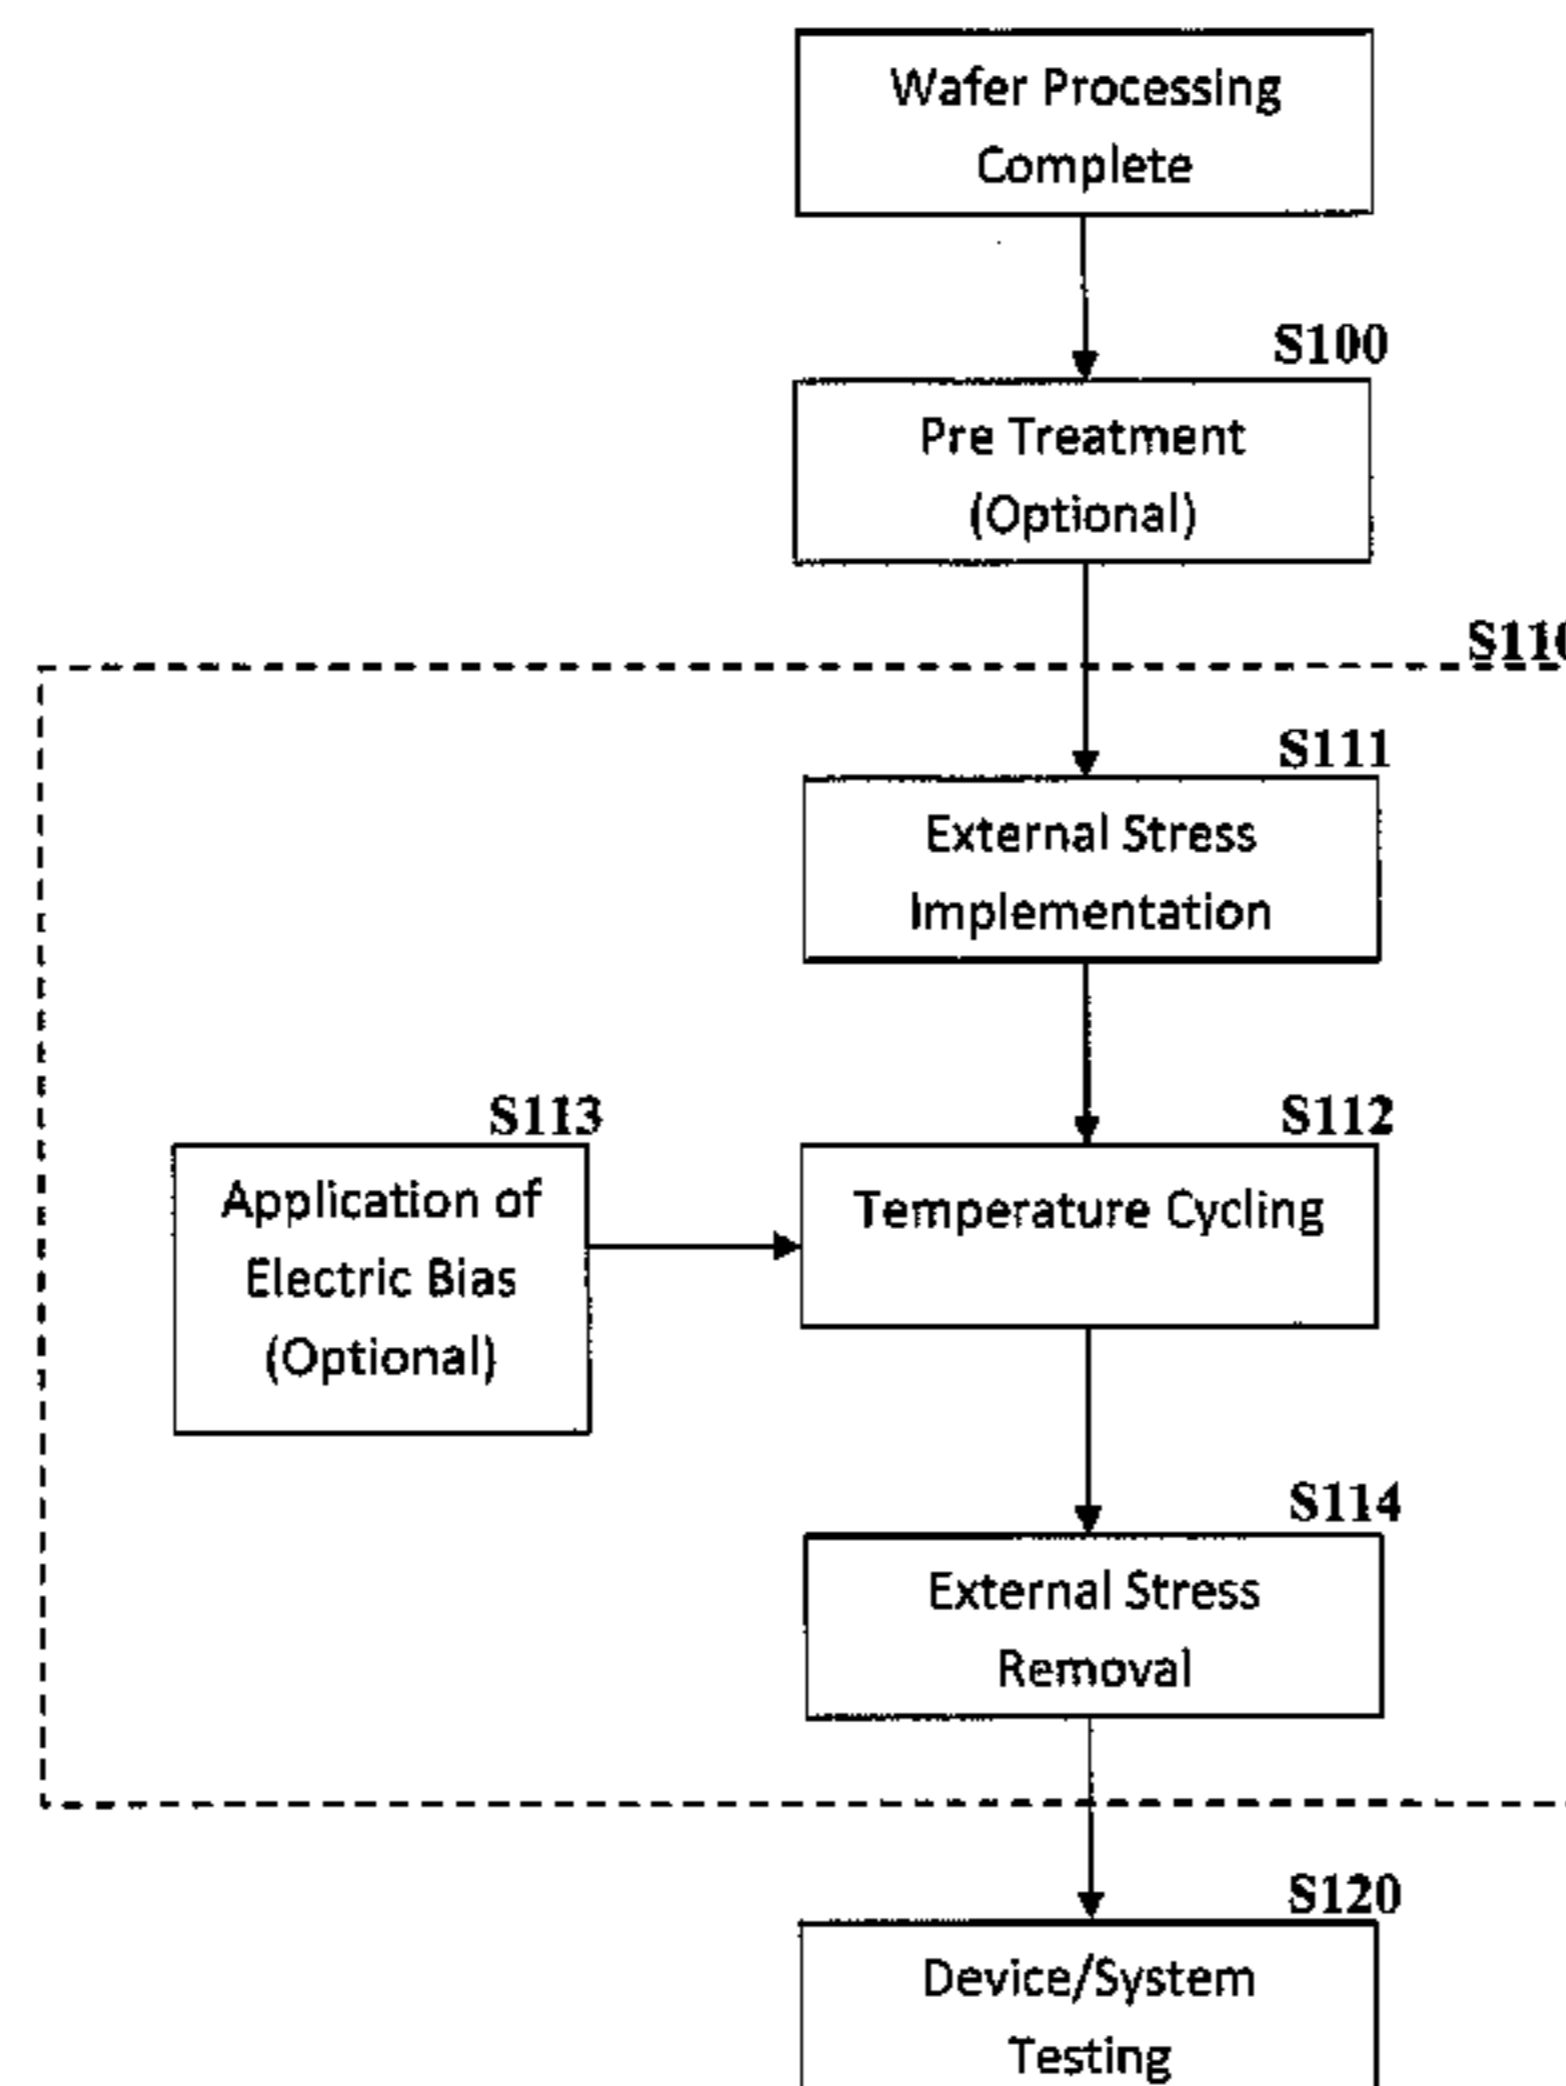 Wafer Processing
Complete
S100
Pre Treatment
(Optional)
S110
S111
External Stress
Implementation
S113
S112
Application of
Electric Bias
(Optional)
Temperature Cycling
S114
External Stress
Removal
S120
Device/System
Testing